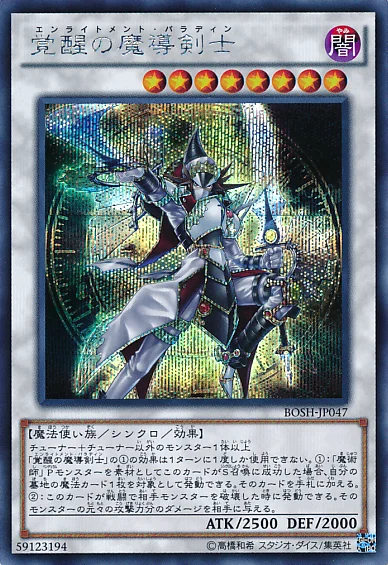 エンライトメント・パラディン
覚醒の魔導剣士
やみ
闇
BOSH-JP047
【魔法使い族／シンクロ／効果】
チューナー＋チューナー以外のモンスター1体以上
「覚醒の魔導剣士」の①の効果は1ターンに1度しか使用できない。①：「魔術
師」Pモンスターを素材としてこのカードがS召喚に成功した場合、自分の
墓地の魔法カード1枚を対象として発動できる。そのカードを手札に加える。
②：このカードが戦闘で相手モンスターを破壊した時に発動できる。その
モンスターの元々の攻撃力分のダメージを相手に与える。
ATK/2500 DEF/2000
59123194
©高橋和希 スタジオ・ダイス/集英社